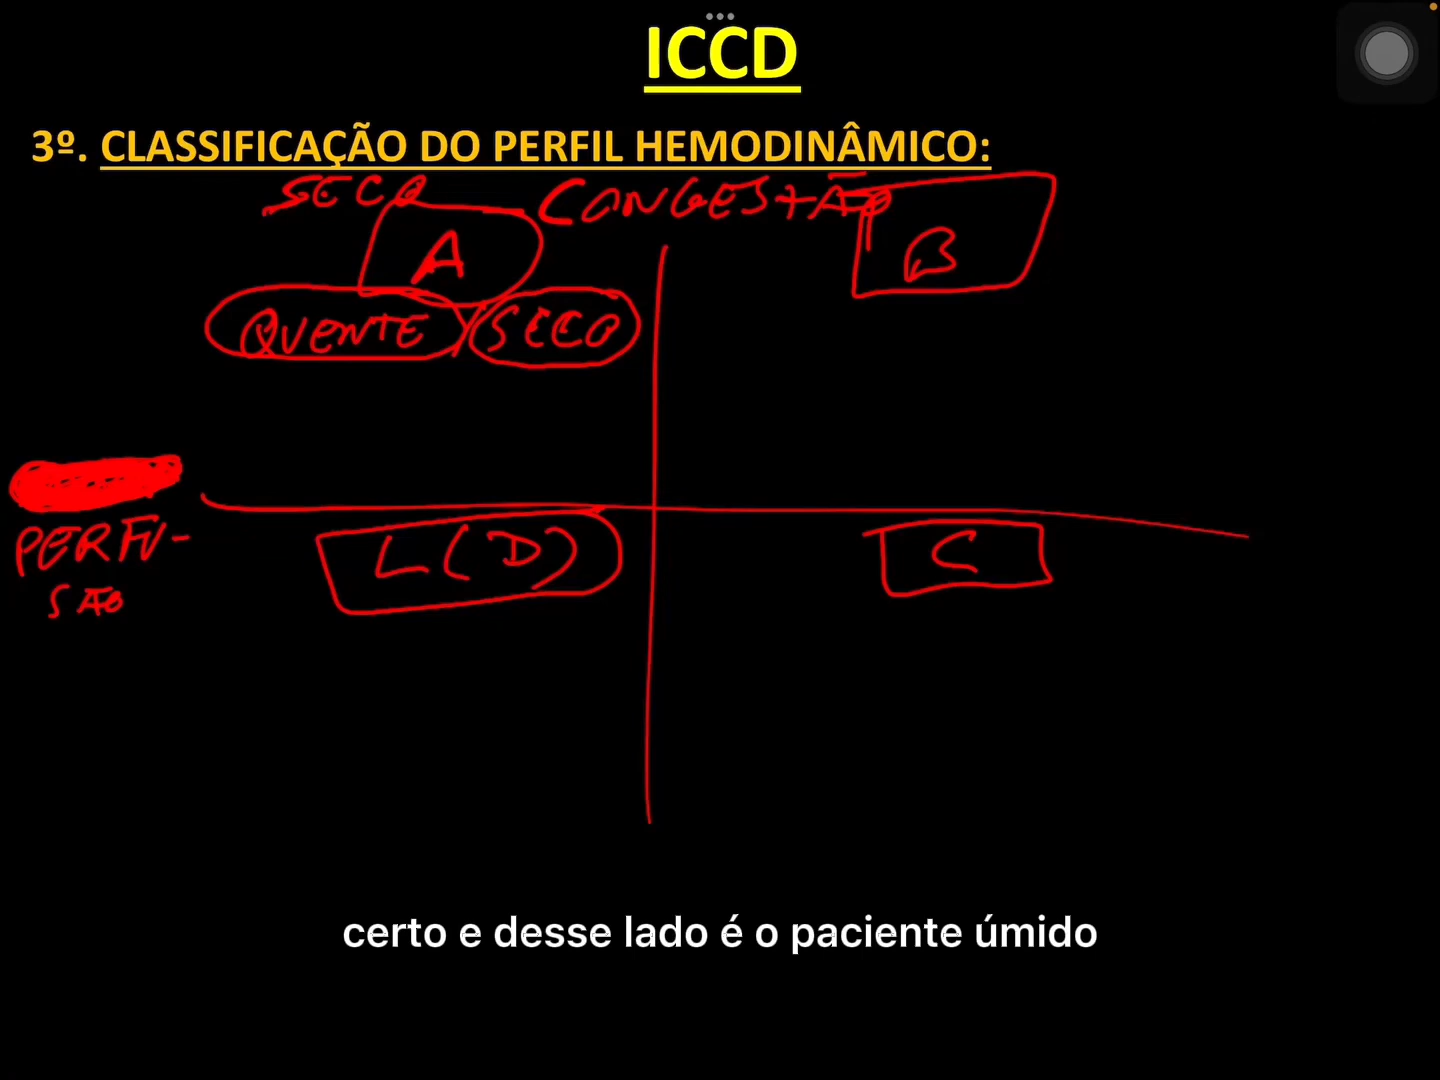 ICCD
3º. CLASSIFICAÇÃO DO PERFIL HEMODINÂMICO:
SECO CONGESTÃO
A B
QUENTE SECO
PERFU-
SÃO
L (D) C
certo e desse lado é o paciente úmido